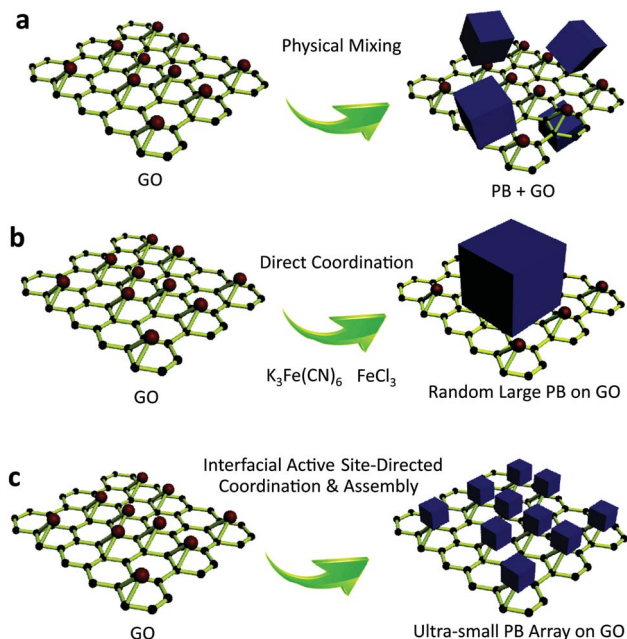 a
Physical Mixing
GO
PB + GO
b
Direct Coordination
K₃Fe(CN)₆ FeCl₃
GO
Random Large PB on GO
c
Interfacial Active Site-Directed
Coordination & Assembly
GO
Ultra-small PB Array on GO